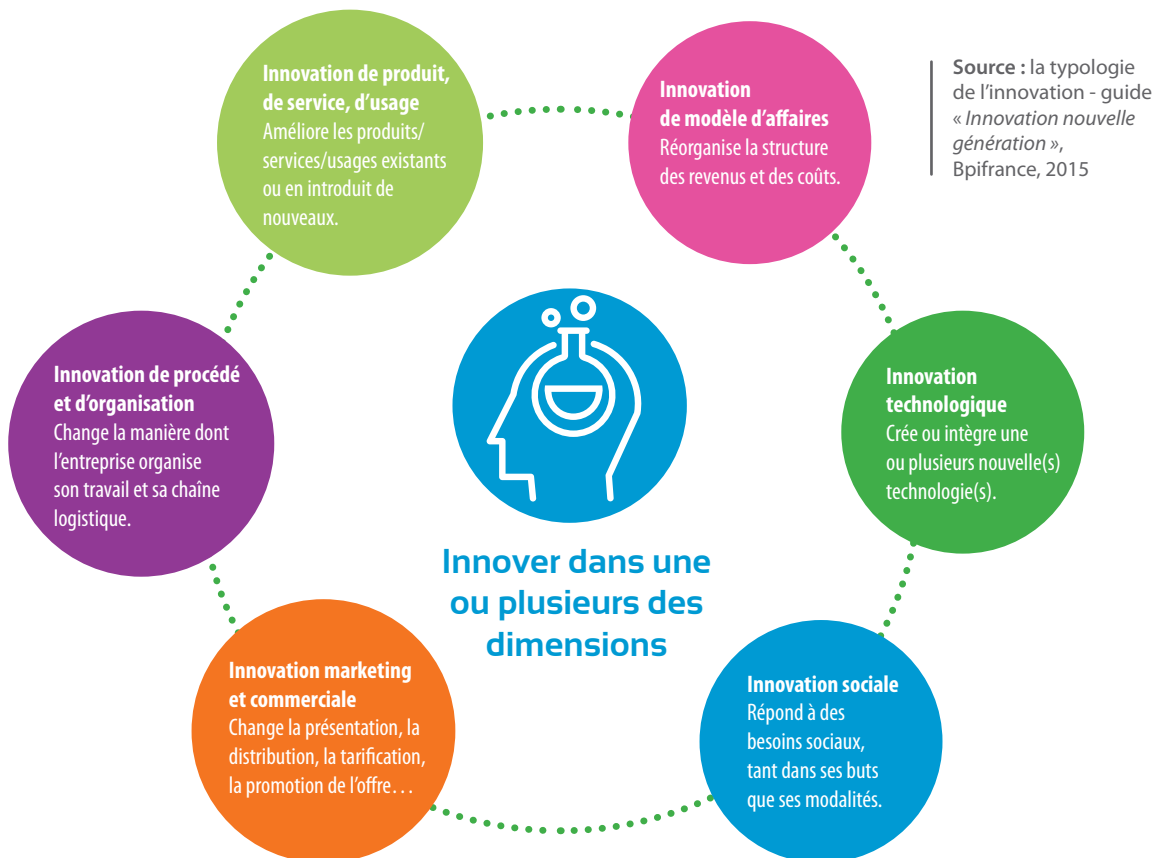 Innovation de produit,
de service, d'usage
Améliore les produits/
services/usages existants
ou en introduit de
nouveaux.
Innovation
de modèle d'affaires
Réorganise la structure
des revenus et des coûts.
Source : la typologie
de l'innovation - guide
« Innovation nouvelle
génération »,
Bpifrance, 2015
Innovation de procédé
et d'organisation
Change la manière dont
l'entreprise organise
son travail et sa chaîne
logistique.
Innovation
technologique
Crée ou intègre une
ou plusieurs nouvelle(s)
technologie(s).
Innover dans une
ou plusieurs des
dimensions
Innovation marketing
et commerciale
Change la présentation, la
distribution, la tarification,
la promotion de l'offre…
Innovation sociale
Répond à des
besoins sociaux,
tant dans ses buts
que ses modalités.